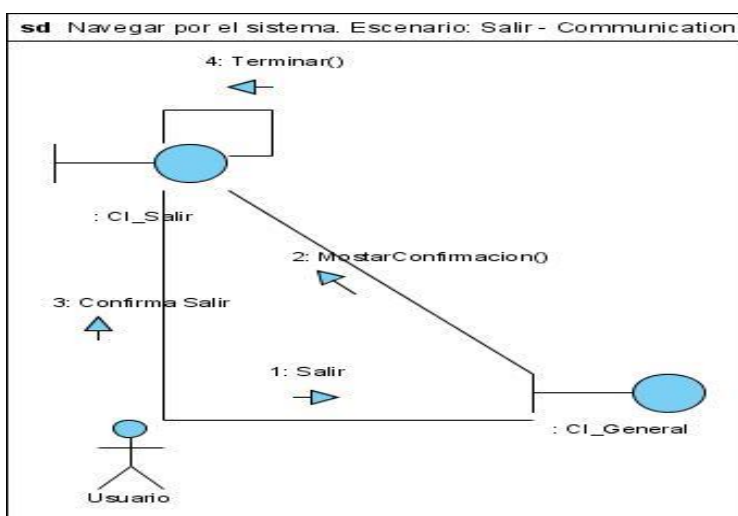 sd Navegar por el sistema. Escenario: Salir - Communication
4: Terminar()
: CI_Salir
2: MostarConfirmacion()
3: Confirma Salir
1: Salir
: CI_General
Usuario